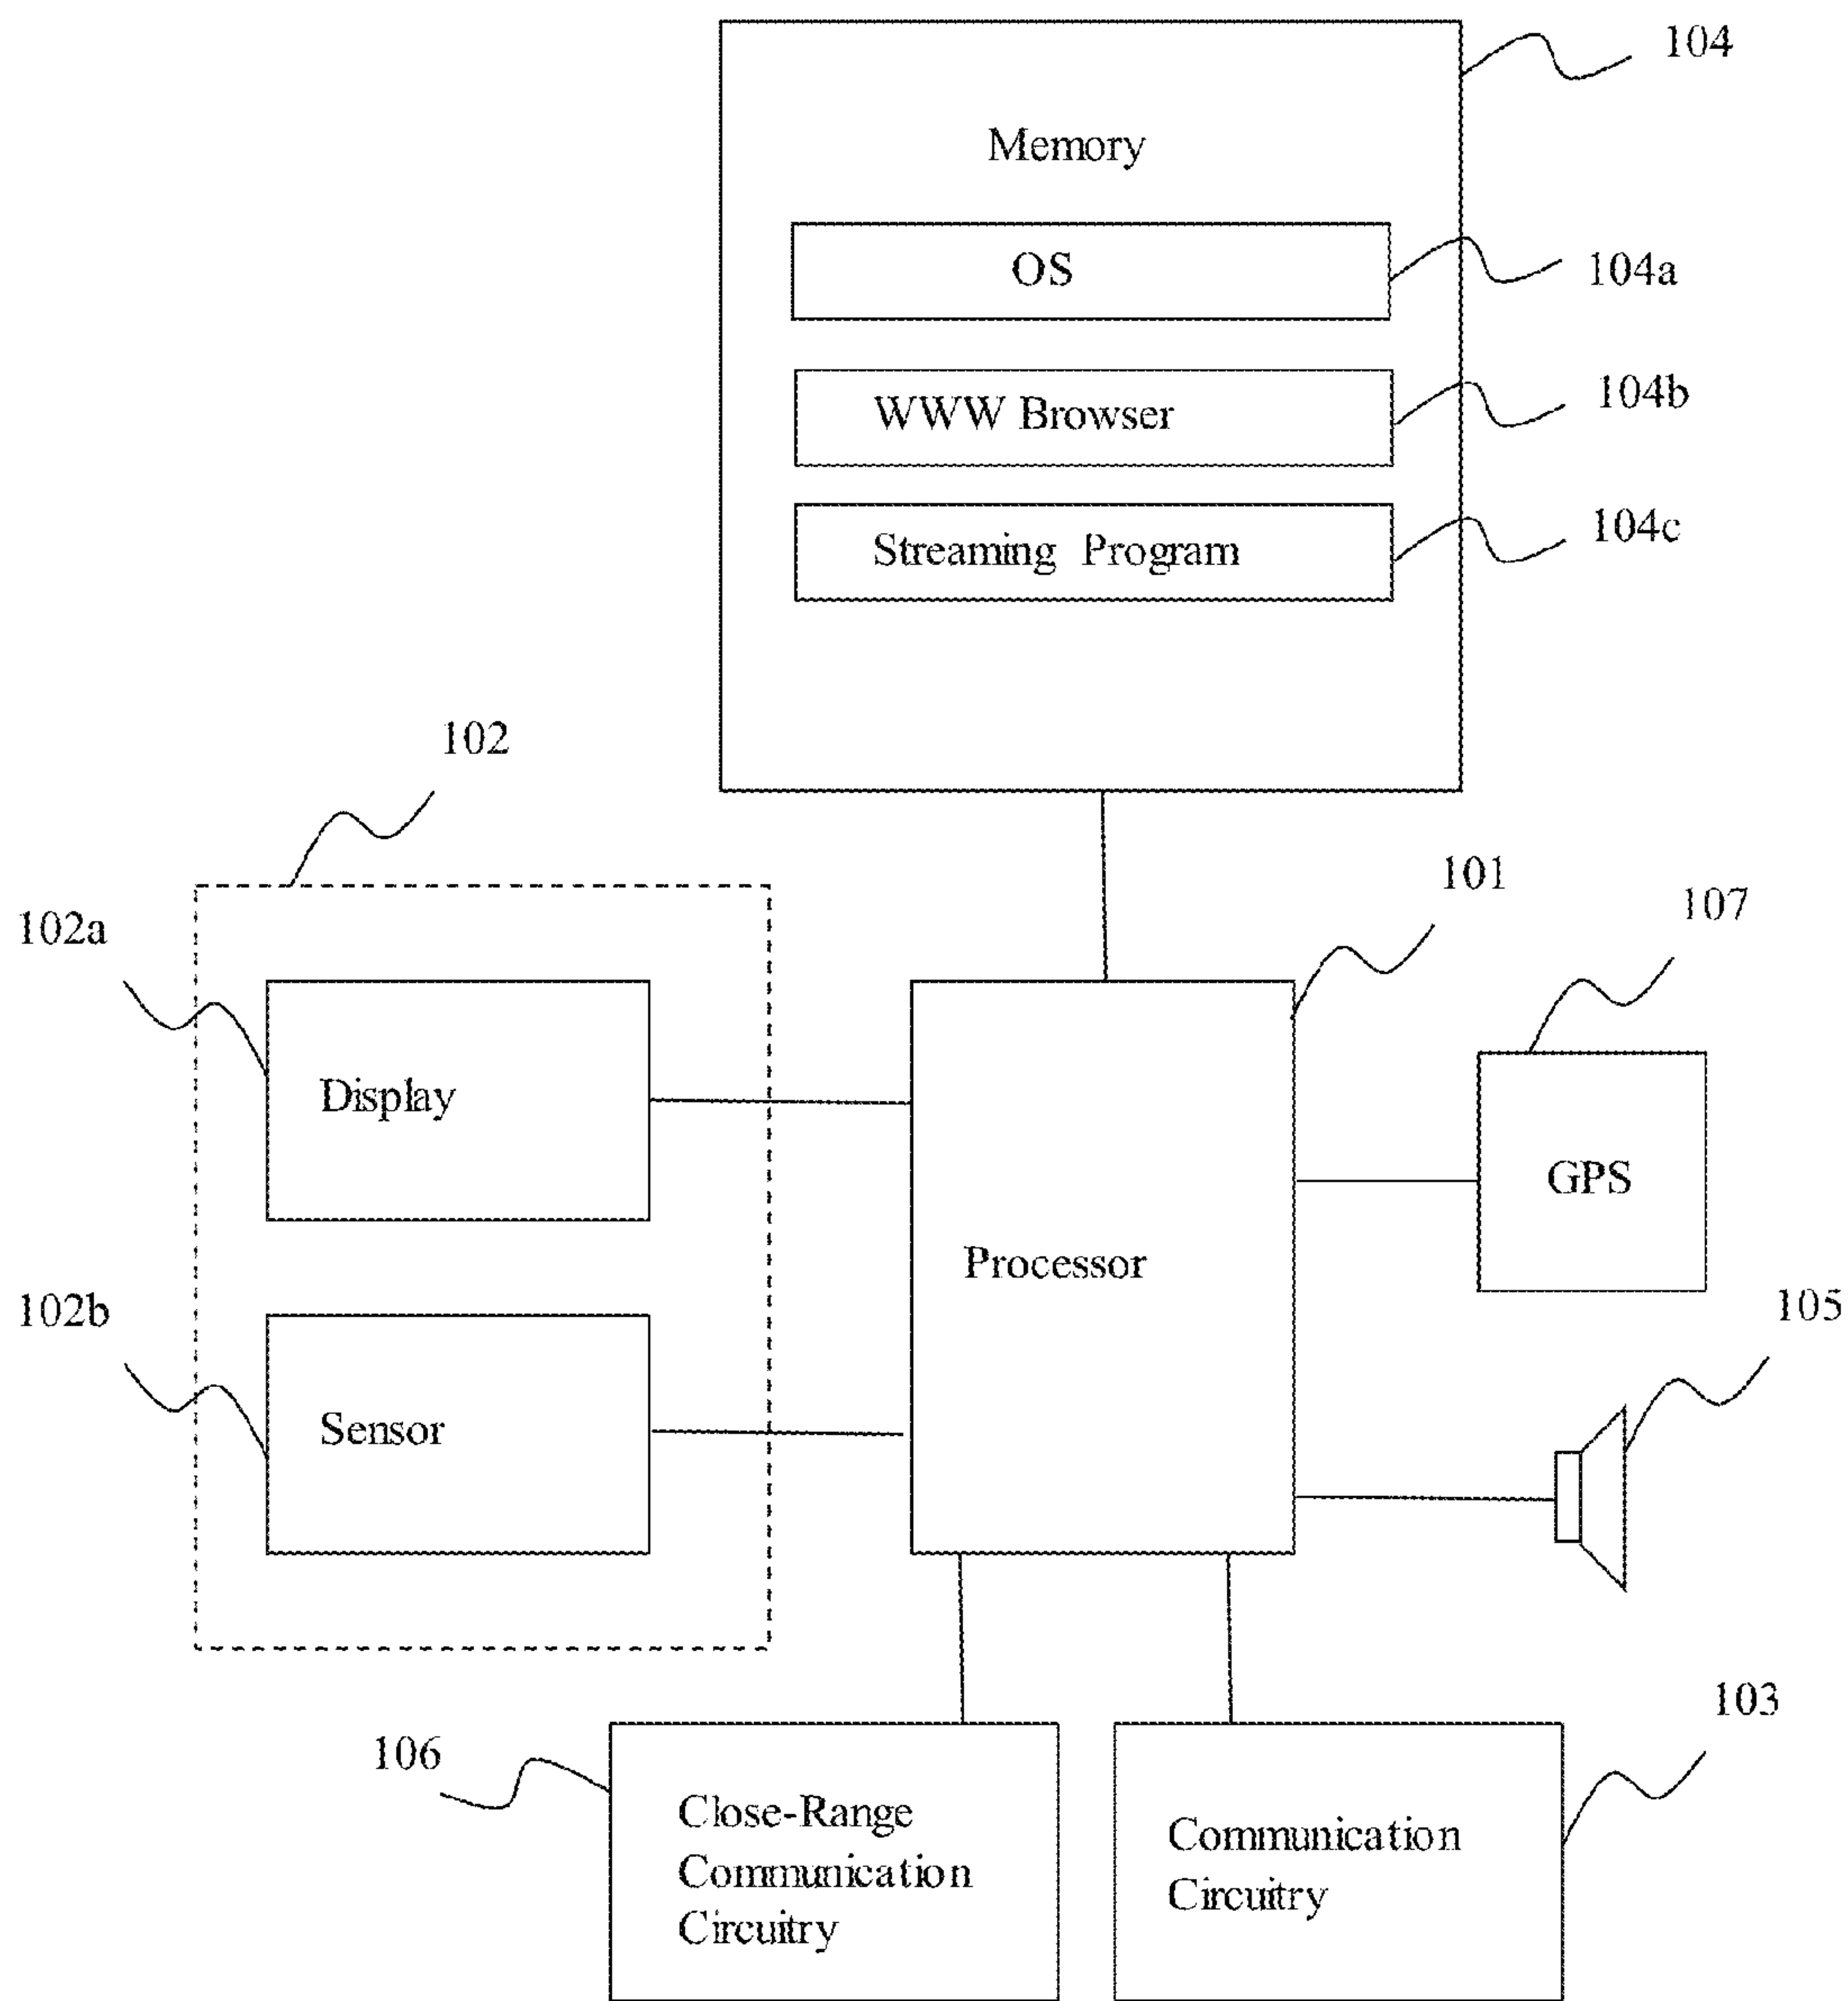 104
Memory
OS
104a
WWW Browser
104b
Streaming Program
104c
102
101
107
102a
Display
GPS
Processor
102b
Sensor
105
103
106
Close-Range
Communication
Circuitry
Communication
Circuitry